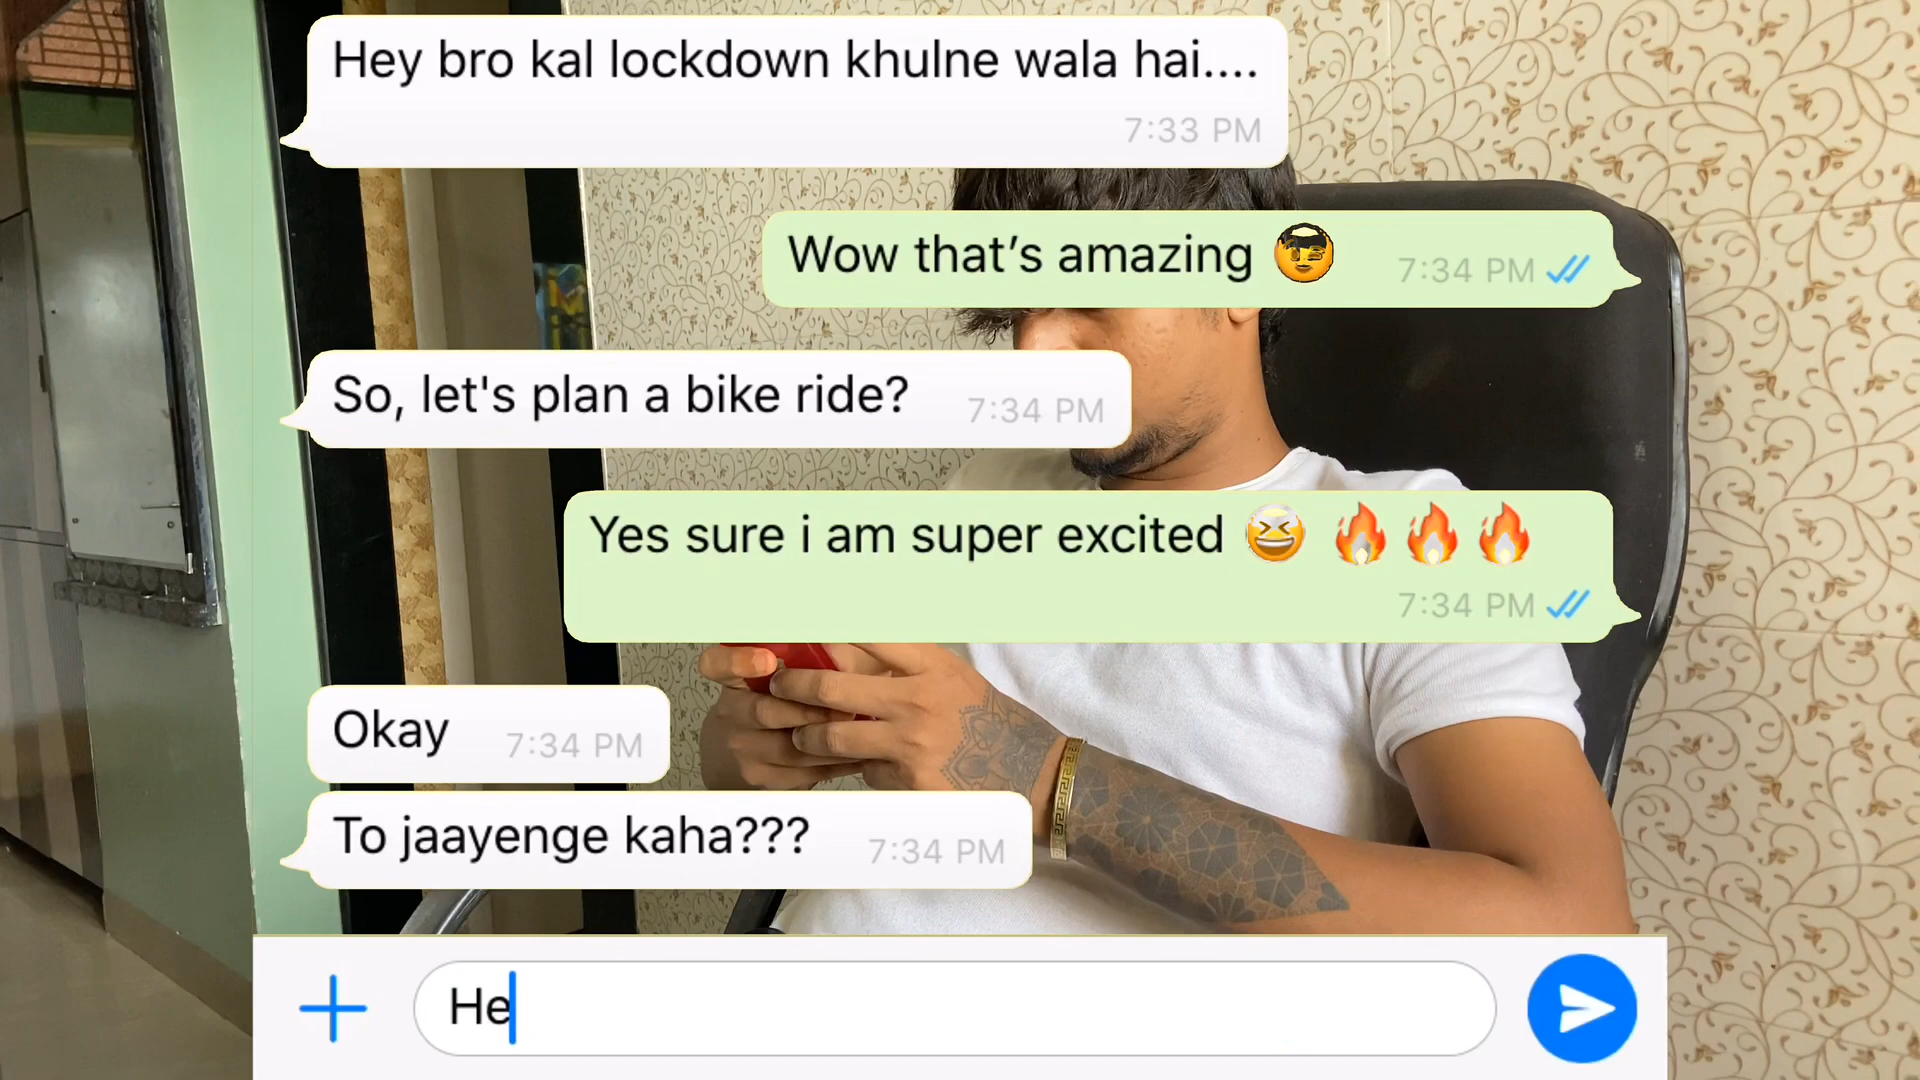 Hey bro kal lockdown khulne wala hai....
7:33 PM
Wow that’s amazing 7:34 PM
So, let's plan a bike ride? 7:34 PM
Yes sure i am super excited 😆 🔥 🔥 🔥
7:34 PM
Okay 7:34 PM
To jaayenge kaha??? 7:34 PM
He